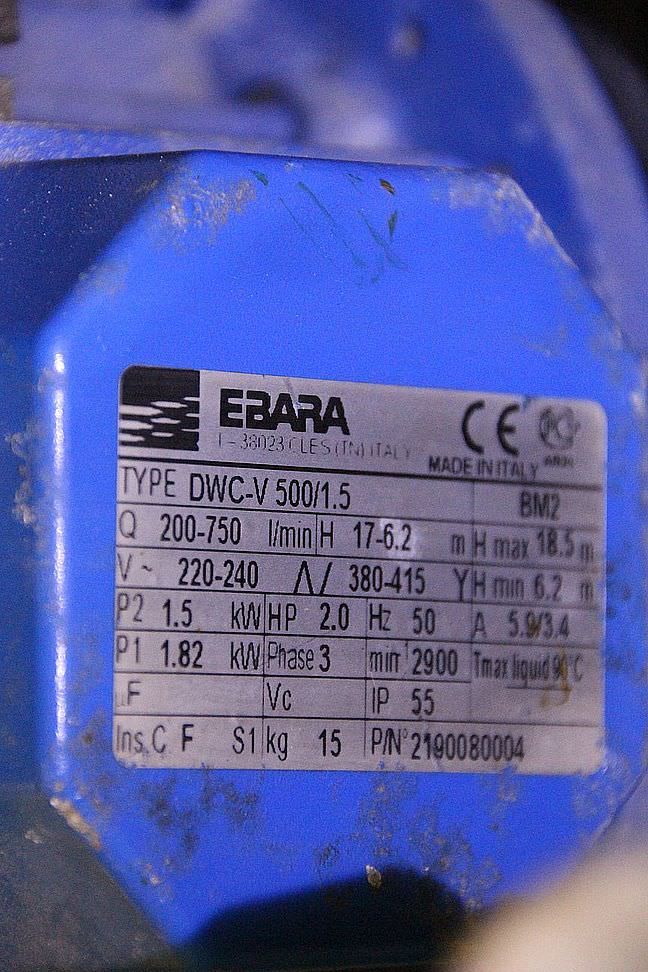 EBARA
I-38023 CLES (TN) ITALY
CE
MADE IN ITALY
TYPE DWC-V 500/1.5 BM2
Q 200-750 l/min H 17-6.2 m H max 18.5 m
V ~ 220-240 Δ / 380-415 Y H min 6.2 m
P2 1.5 kW HP 2.0 Hz 50 A 5.9/3.4
P1 1.82 kW Phase 3 min⁻¹ 2900 Tmax liquid 90°C
µF Vc IP 55
Ins.C. F S1 kg 15 P/N° 2190080004